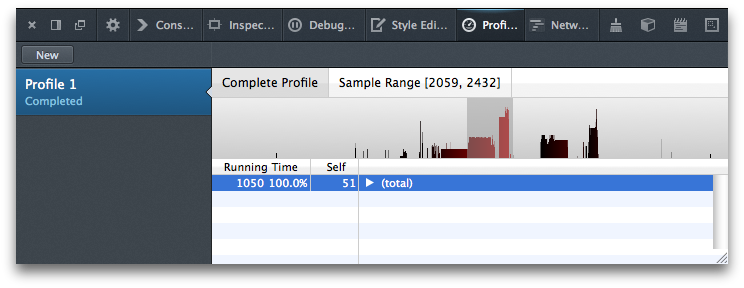 Cons... Inspec... Debug... Style Edi... Profi... Netw...
New
Profile 1
Completed
Complete Profile Sample Range [2059, 2432]
Running Time Self
1050 100.0% 51 (total)